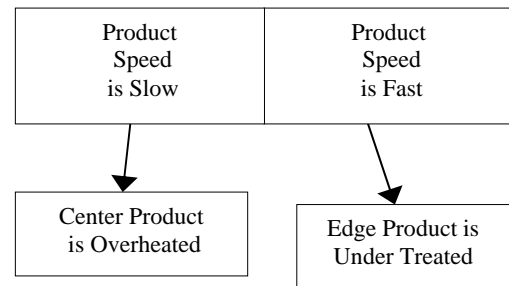 Product
Speed
is Slow
Product
Speed
is Fast
Center Product
is Overheated
Edge Product is
Under Treated